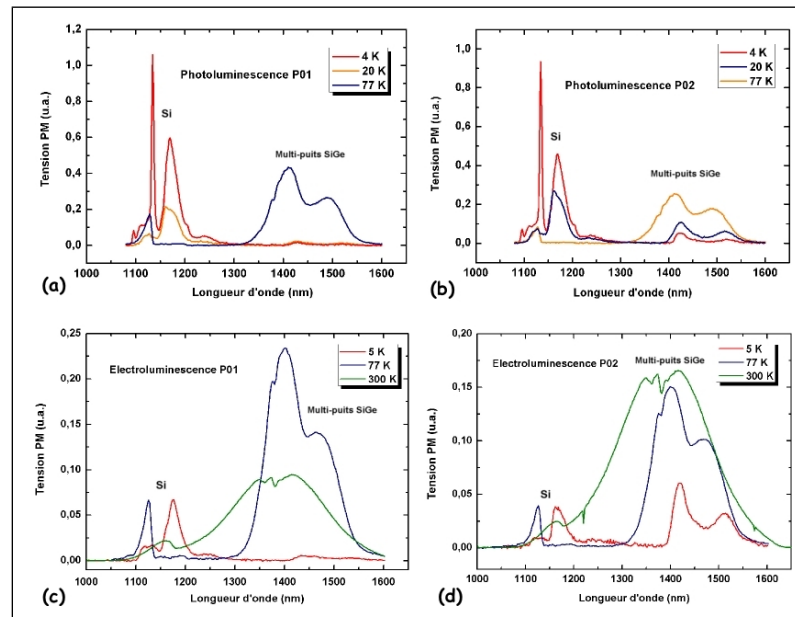 Photoluminescence P01
4 K
20 K
77 K
Si
Multi-puits SiGe
Tension PM (u.a.)
1,2
1,0
0,8
0,6
0,4
0,2
0,0
1000 1100 1200 1300 1400 1500 1600
Longueur d'onde (nm)
(a)
Photoluminescence P02
4 K
20 K
77 K
Si
Multi-puits SiGe
Tension PM (u.a.)
1,2
1,0
0,8
0,6
0,4
0,2
0,0
1000 1100 1200 1300 1400 1500 1600
Longueur d'onde (nm)
(b)
Electroluminescence P01
5 K
77 K
300 K
Si
Multi-puits SiGe
Tension PM (u.a.)
0,25
0,20
0,15
0,10
0,05
0,00
1000 1100 1200 1300 1400 1500 1600
Longueur d'onde (nm)
(c)
Electroluminescence P02
Multi-puits SiGe
5 K
77 K
300 K
Si
Tension PM (u.a.)
0,20
0,15
0,10
0,05
0,00
1000 1100 1200 1300 1400 1500 1600
Longueur d'onde (nm)
(d)